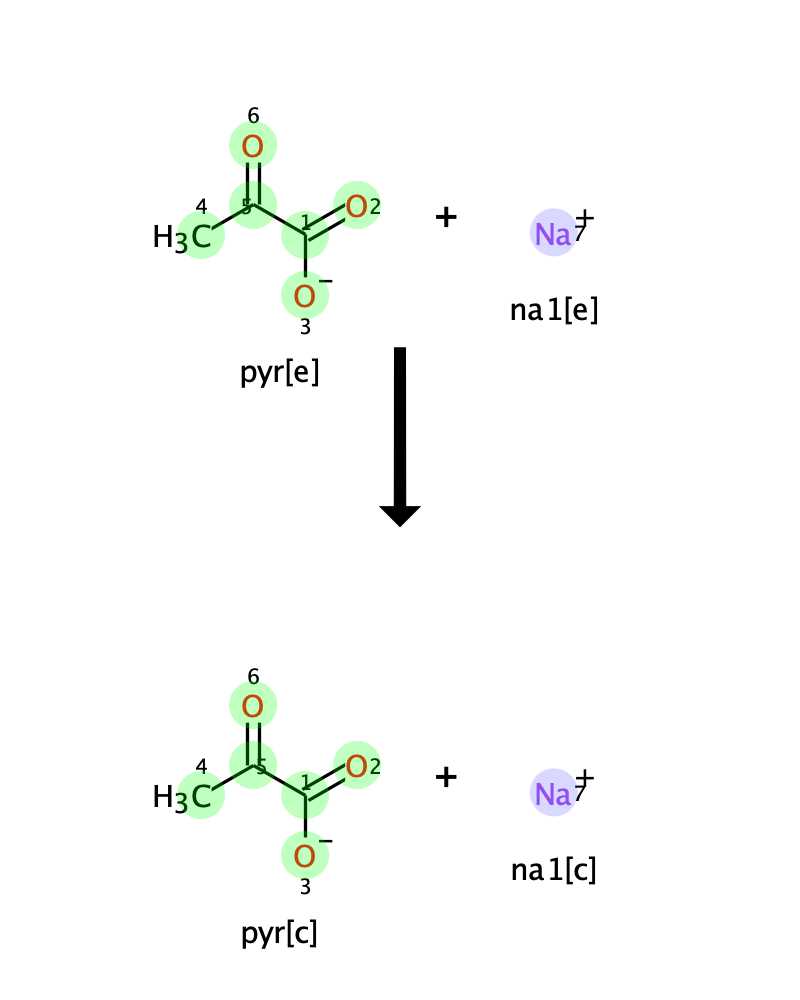 6
O
4 5 1 O2 + Na+
H3C 7
O−
3
na1[e]
pyr[e]
6
O
4 5 1 O2 + Na+
H3C 7
O−
3
na1[c]
pyr[c]